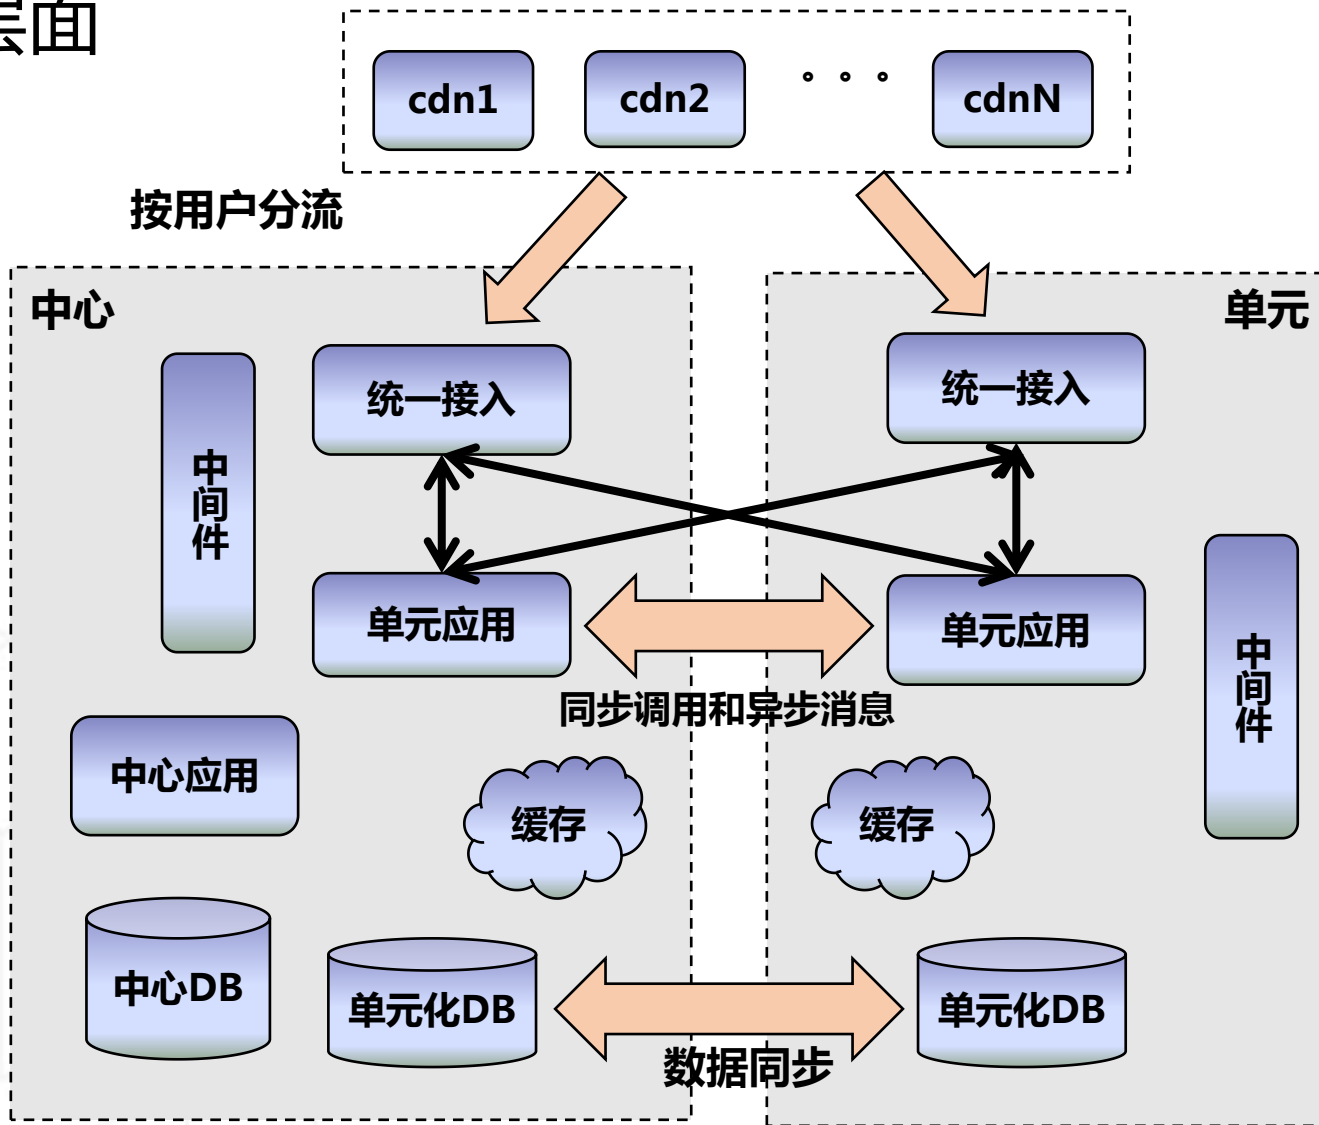 层面
cdn1
cdn2
。。。
cdnN
按用户分流
中心
单元
统一接入
统一接入
中间件
单元应用
单元应用
中间件
同步调用和异步消息
中心应用
缓存
缓存
中心DB
单元化DB
单元化DB
数据同步